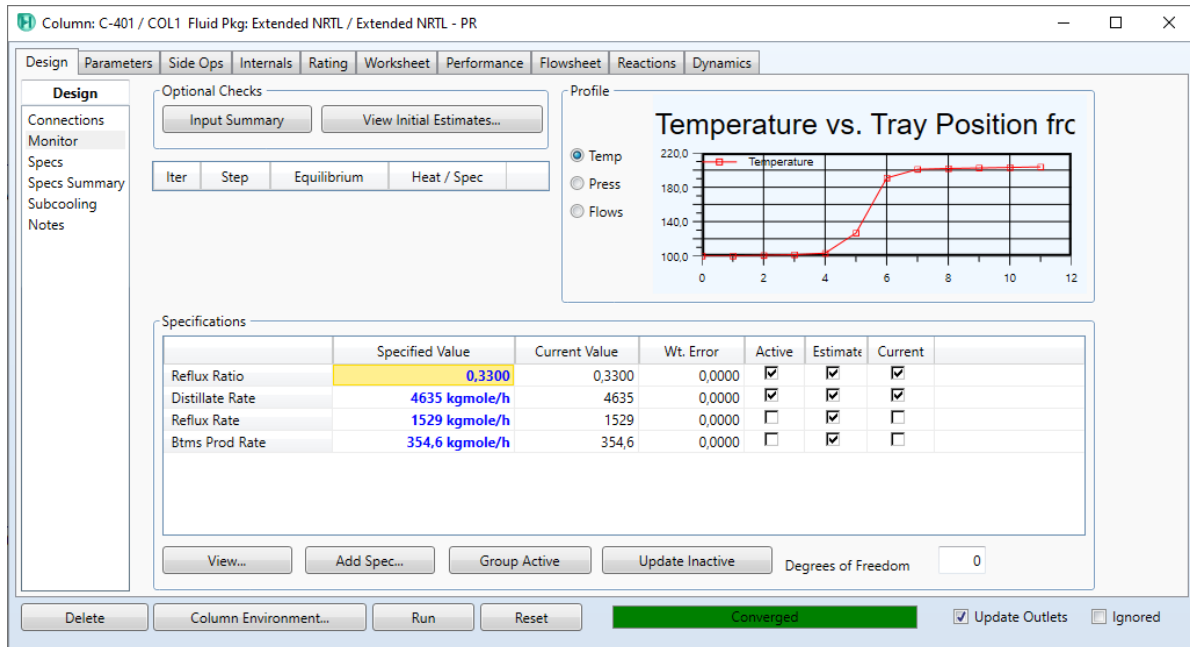 Column: C-401 / COL1 Fluid Pkg: Extended NRTL / Extended NRTL - PR
Design Parameters Side Ops Internals Rating Worksheet Performance Flowsheet Reactions Dynamics
Design
Connections
Monitor
Specs
Specs Summary
Subcooling
Notes
Optional Checks
Input Summary View Initial Estimates...
Iter Step Equilibrium Heat / Spec
Profile
Temp
Press
Flows
Temperature vs. Tray Position frc
Temperature
220,0
180,0
140,0
100,0
0 2 4 6 8 10 12
Specifications
Specified Value Current Value Wt. Error Active Estimate Current
Reflux Ratio 0,3300 0,3300 0,0000
Distillate Rate 4635 kgmole/h 4635 0,0000
Reflux Rate 1529 kgmole/h 1529 0,0000
Btms Prod Rate 354,6 kgmole/h 354,6 0,0000
View... Add Spec... Group Active Update Inactive Degrees of Freedom 0
Delete Column Environment... Run Reset Converged Update Outlets Ignored